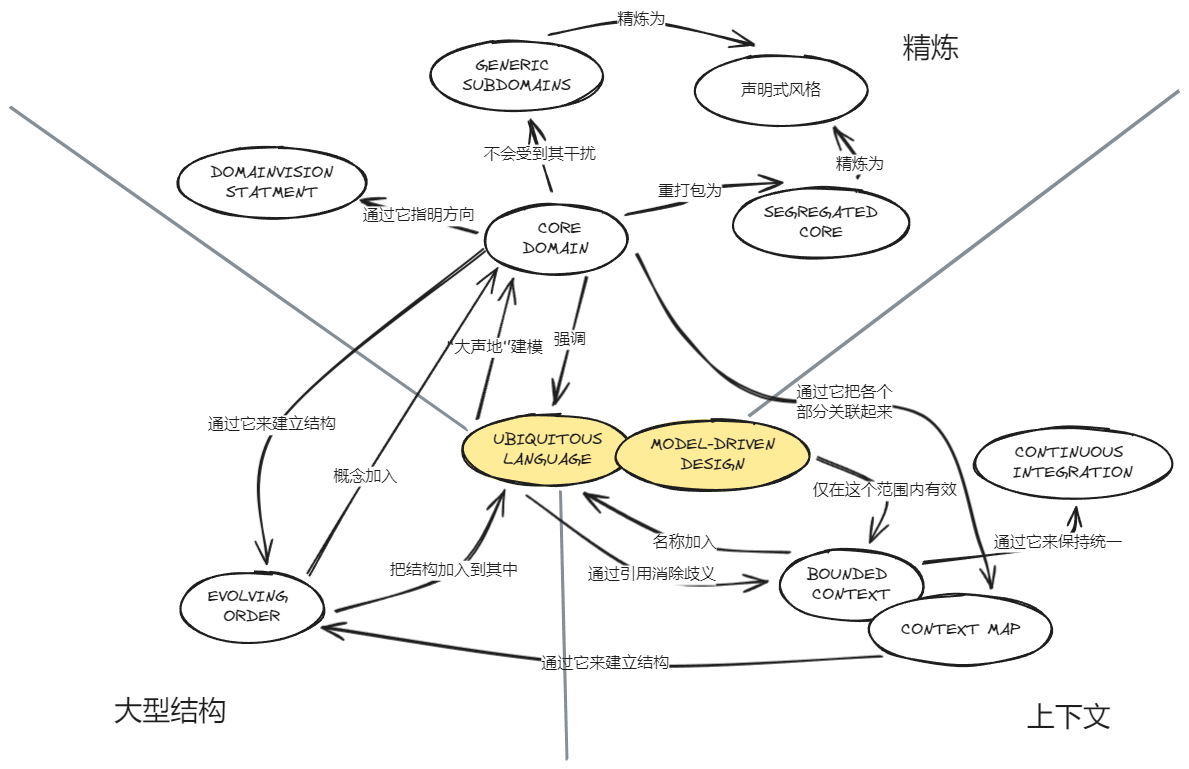 精炼为
精炼
GENERIC
SUBDOMAINS
声明式风格
不会受到其干扰
精炼为
DOMAINVISION
STATMENT
重打包为
通过它指明方向
SEGREGATED
CORE
CORE
DOMAIN
"大声地"建模
强调
通过它把各个
部分关联起来
通过它来建立结构
UBIQUITOUS
LANGUAGE
MODEL-DRIVEN
DESIGN
CONTINUOUS
INTEGRATION
概念加入
仅在这个范围内有效
名称加入
通过它来保持统一
把结构加入到其中
通过引用消除歧义
BOUNDED
CONTEXT
EVOLVING
ORDER
CONTEXT MAP
通过它来建立结构
大型结构
上下文